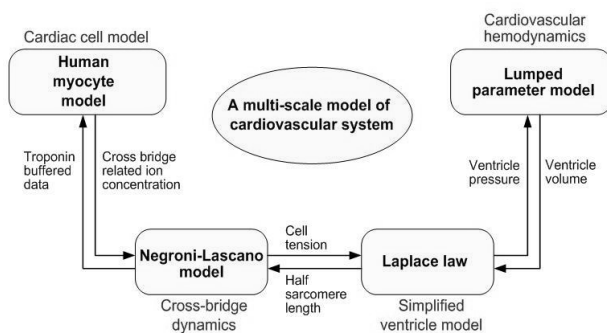 Cardiac cell model
Human
myocyte
model
Cardiovascular
hemodynamics
Lumped
parameter model
A multi-scale model of
cardiovascular system
Troponin
buffered
data
Cross bridge
related ion
concentration
Ventricle
pressure
Ventricle
volume
Negroni-Lascano
model
Cross-bridge
dynamics
Cell
tension
Half
sarcomere
length
Laplace law
Simplified
ventricle model